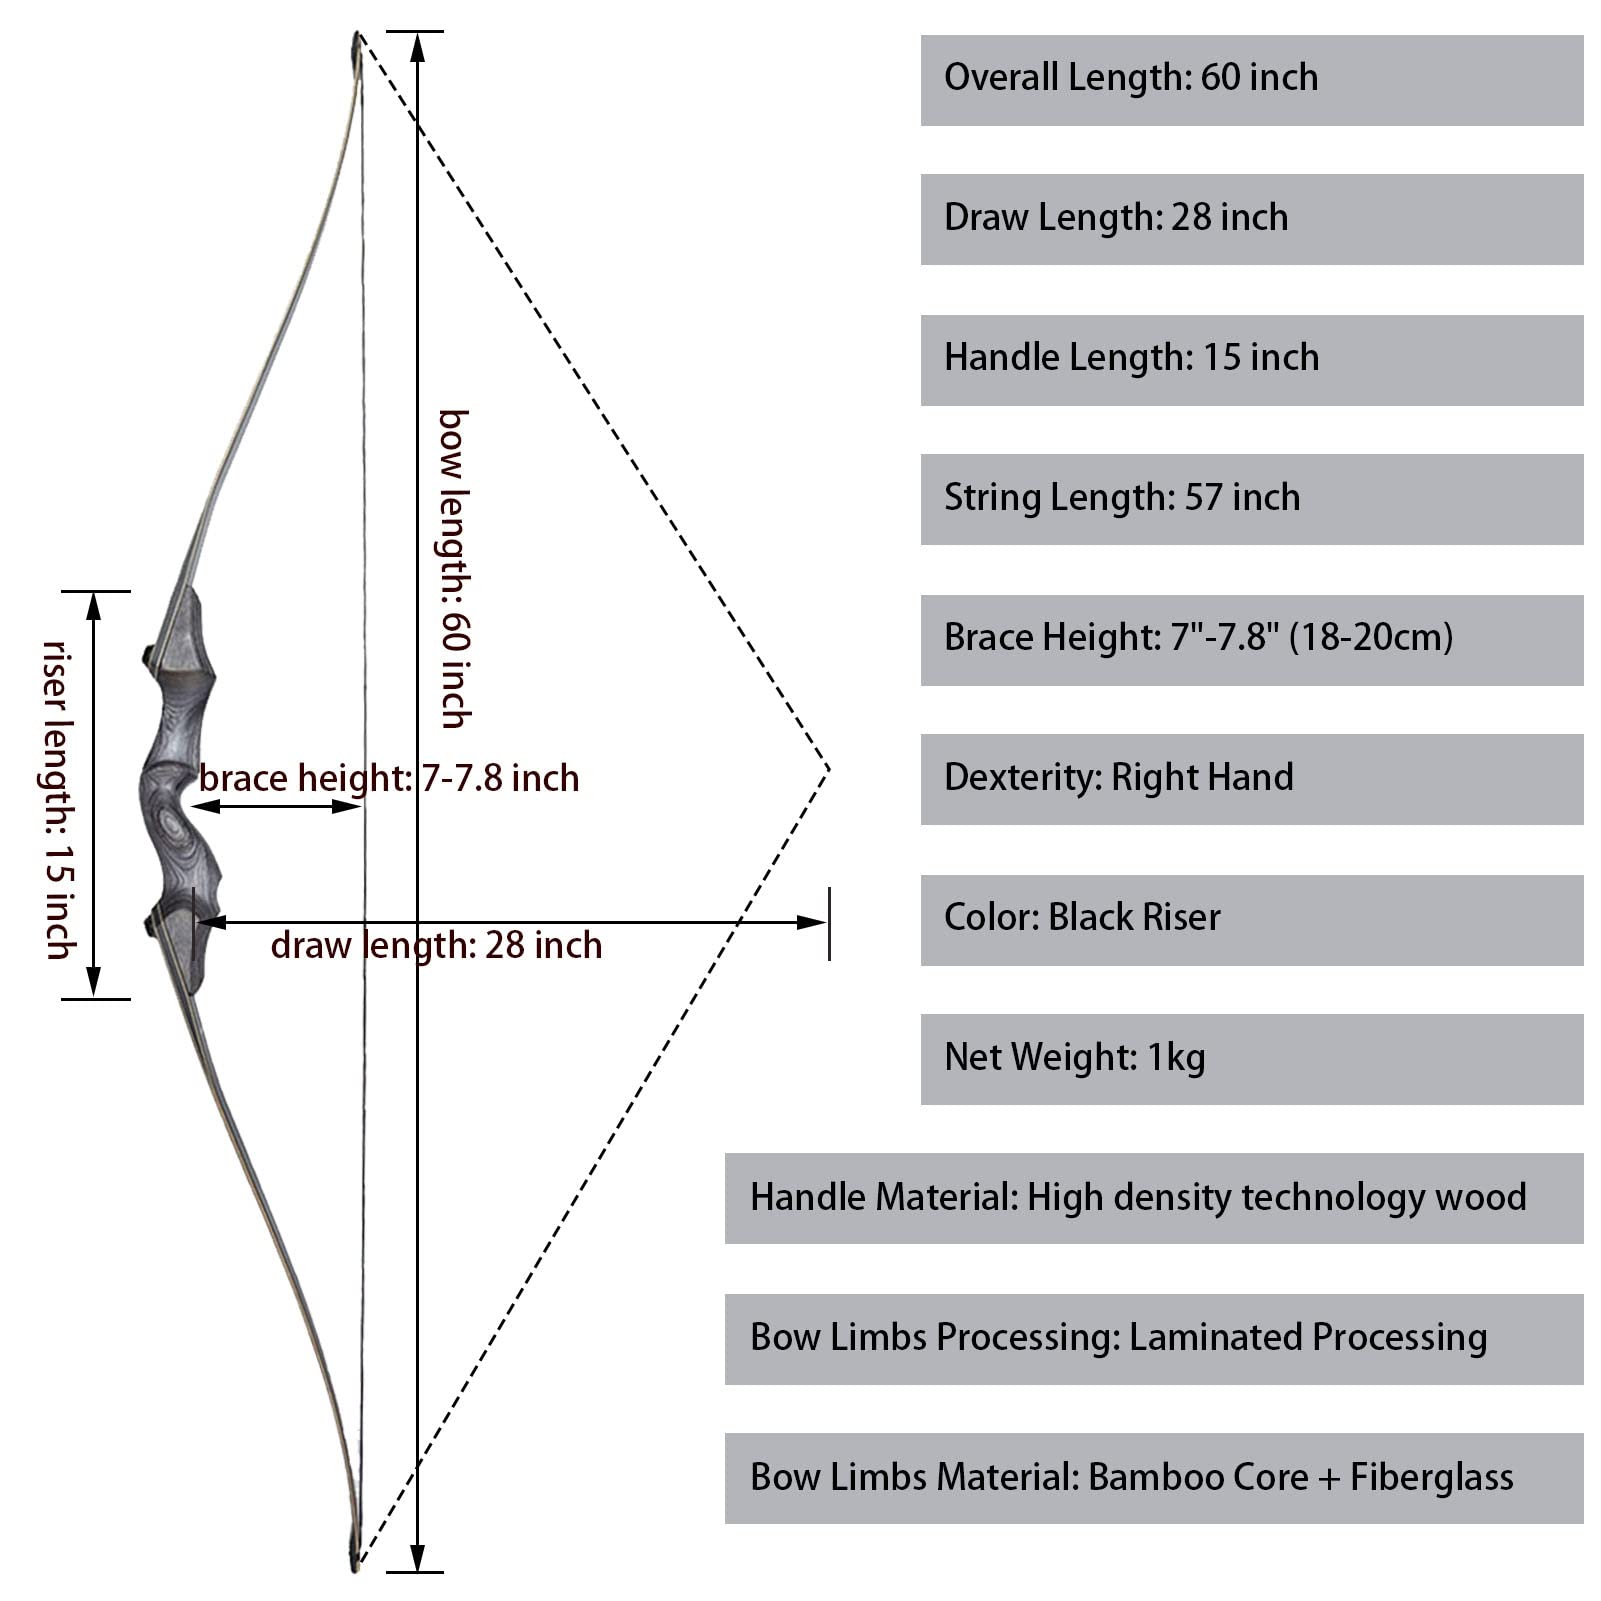 Overall Length: 60 inch
Draw Length: 28 inch
Handle Length: 15 inch
String Length: 57 inch
Brace Height: 7"-7.8" (18-20cm)
Dexterity: Right Hand
Color: Black Riser
Net Weight: 1kg
Handle Material: High density technology wood
Bow Limbs Processing: Laminated Processing
Bow Limbs Material: Bamboo Core + Fiberglass
bow length: 60 inch
riser length: 15 inch
brace height: 7-7.8 inch
draw length: 28 inch